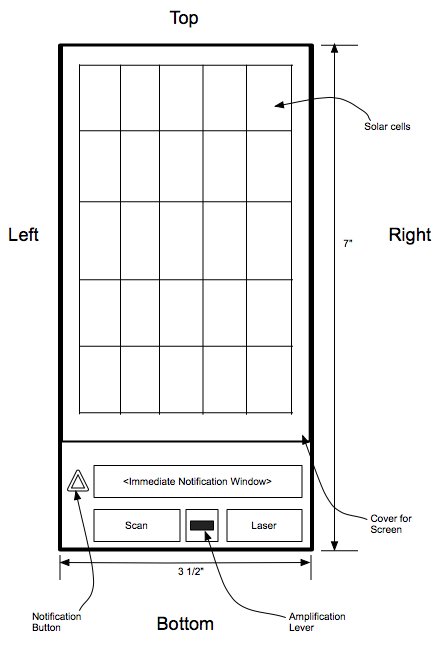 Top
Solar cells
Left
Right
7"
<Immediate Notification Window>
Scan
Laser
Cover for
Screen
3 1/2"
Notification
Button
Bottom
Amplification
Lever